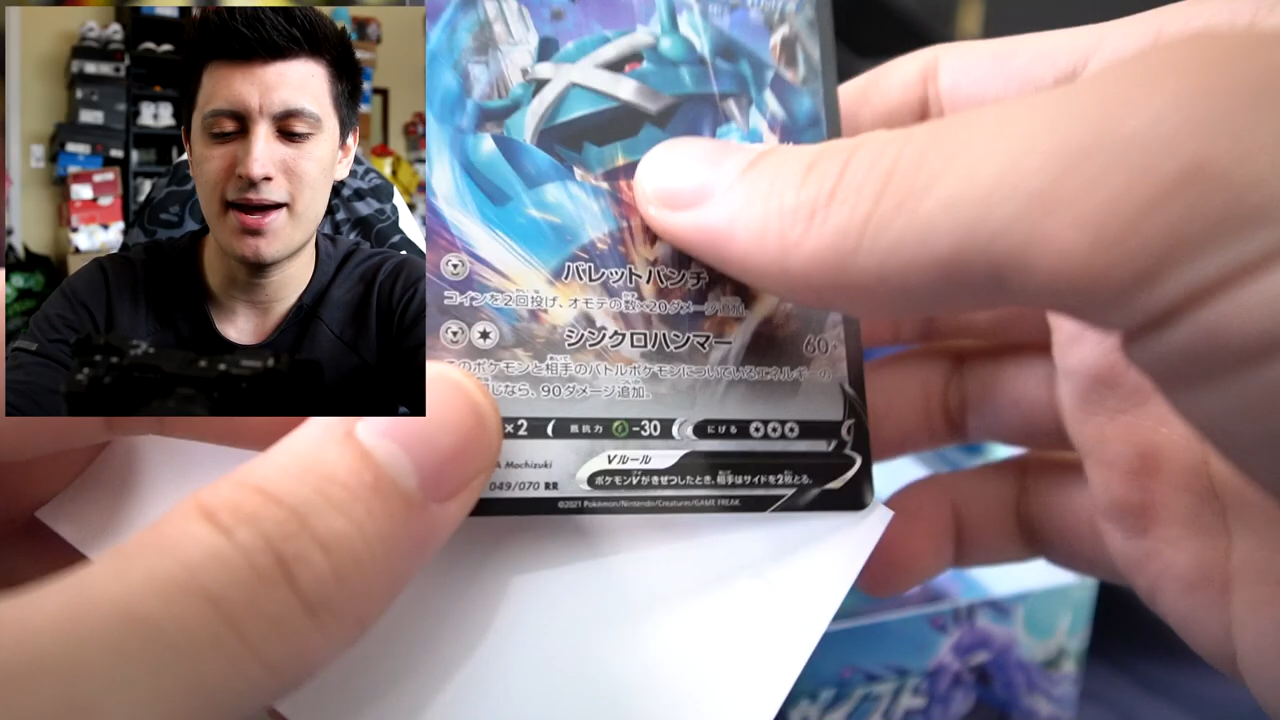 バレットパンチ
コインを2回投げ、オモテの数×20ダメージ追加。
シンクロハンマー 60+
このポケモンと相手のバトルポケモンについているエネルギーの
同じなら、90ダメージ追加。
×2 抵抗力 -30 にげる
Mochizuki
Vルール
ポケモンVがきぜつしたとき、相手はサイドを2枚とる。
049/070 RR
©2021 Pokémon/Nintendo/Creatures/GAME FREAK.